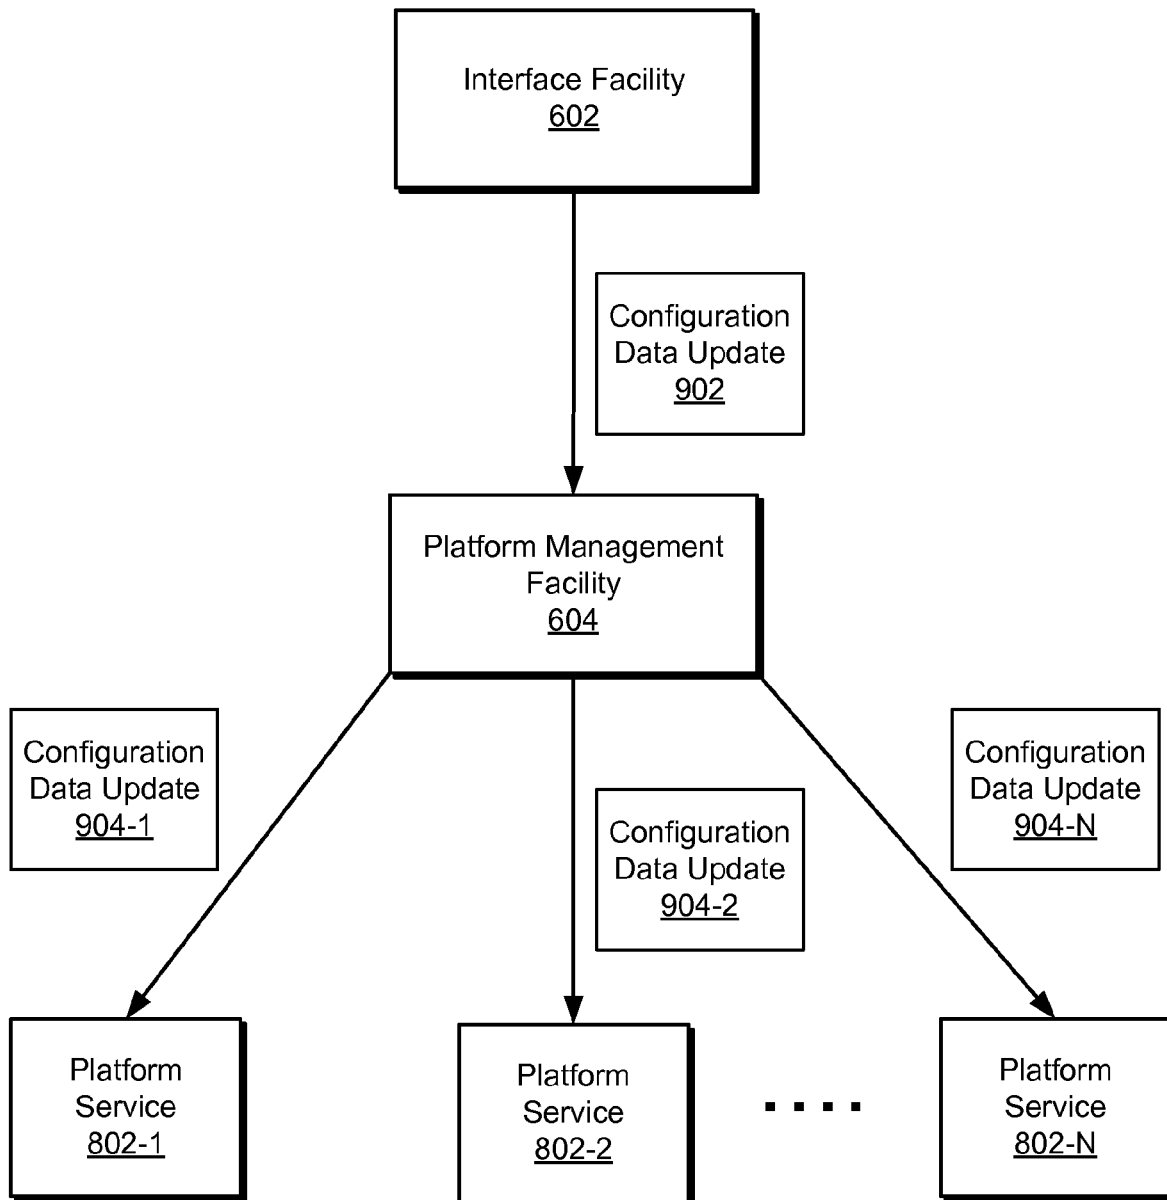 Interface Facility
602
Configuration
Data Update
902
Platform Management
Facility
604
Configuration
Data Update
904-1
Configuration
Data Update
904-2
Configuration
Data Update
904-N
Platform
Service
802-1
Platform
Service
802-2
Platform
Service
802-N